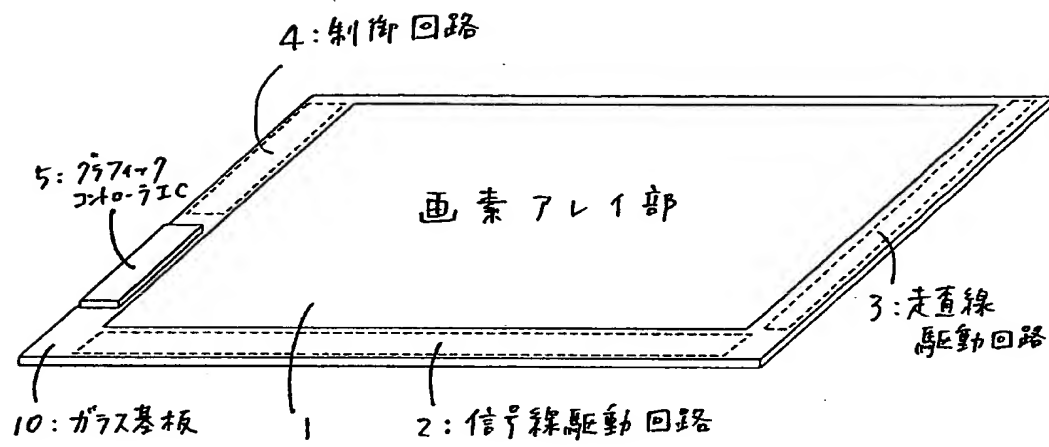 4:制御回路
5:グラフィック
コントローラIC
画素アレイ部
3:走査線
駆動回路
10:ガラス基板
1
2:信号線駆動回路